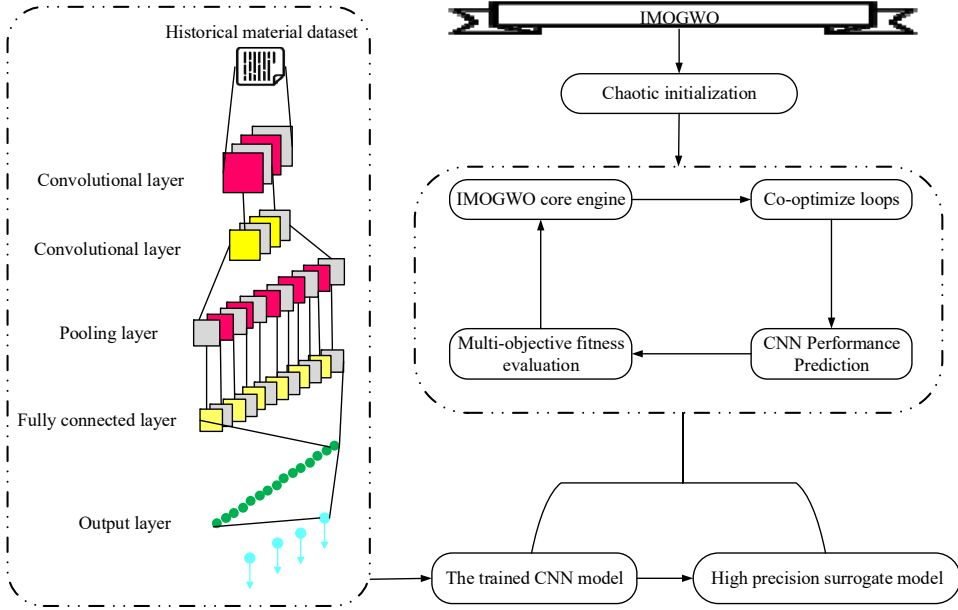 Historical material dataset
Convolutional layer
Convolutional layer
Pooling layer
Fully connected layer
Output layer
IMOGWO
Chaotic initialization
IMOGWO core engine
Co-optimize loops
Multi-objective fitness
evaluation
CNN Performance
Prediction
The trained CNN model
High precision surrogate model